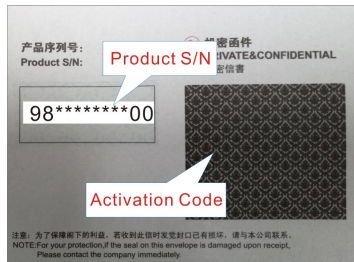 产品序列号:
Product S/N:
Product S/N
密函件
RIVATE&CONFIDENTIAL
密信書
98********00
Activation Code
注意: 为了保障阁下的利益, 若收到此信时发觉封口已有损坏, 请与本公司联系。
NOTE:For your protection,if the seal on this envelope is damaged upon receipt,
Please contact the company immediately.